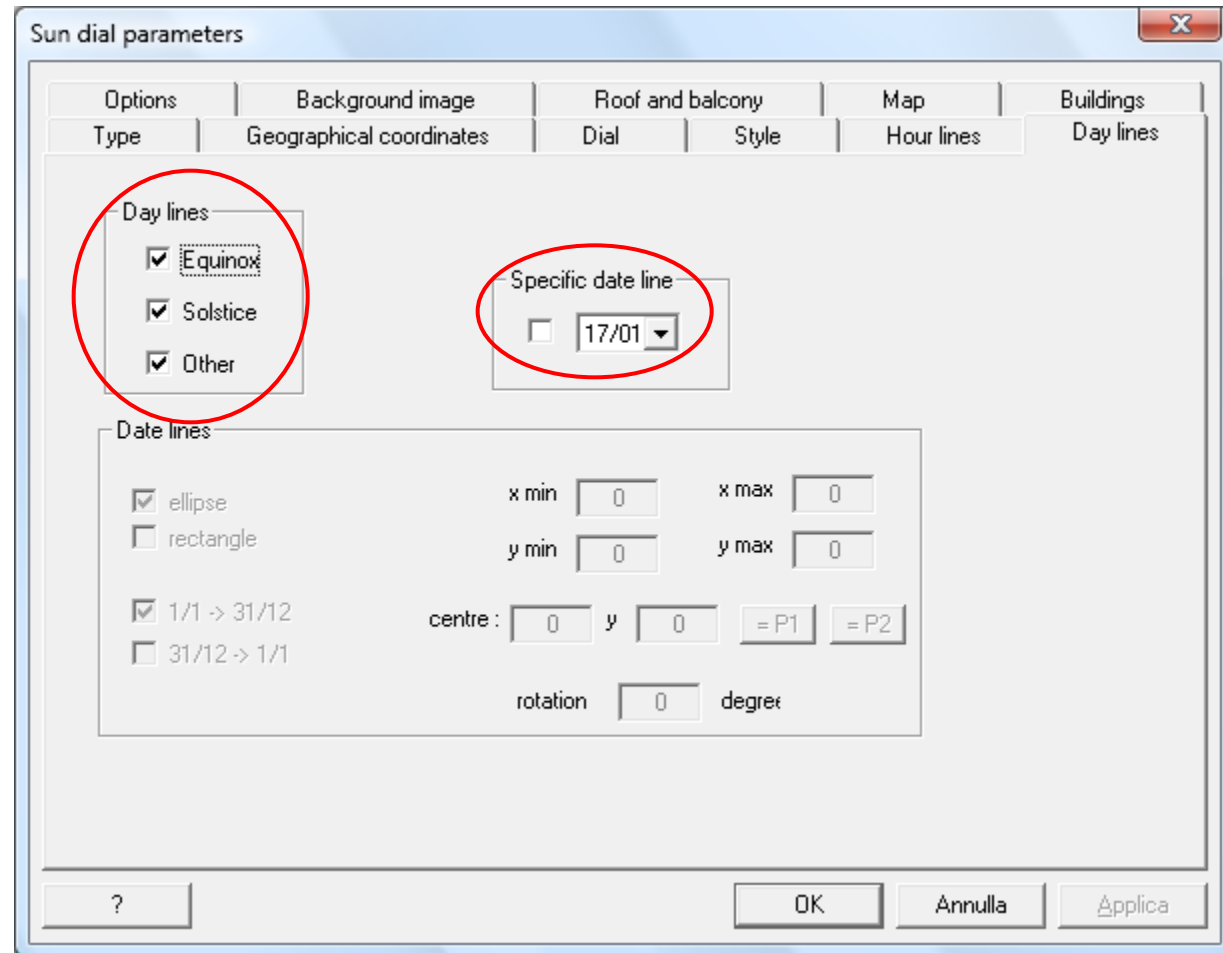 Sun dial parameters
Options Background image Roof and balcony Map Buildings
Type Geographical coordinates Dial Style Hour lines Day lines
Day lines
Equinox
Solstice
Other
Specific date line
17/01
Date lines
ellipse
rectangle
1/1 -> 31/12
31/12 -> 1/1
x min 0 x max 0
y min 0 y max 0
centre : 0 y 0 = P1 = P2
rotation 0 degree
? OK Annulla Applica